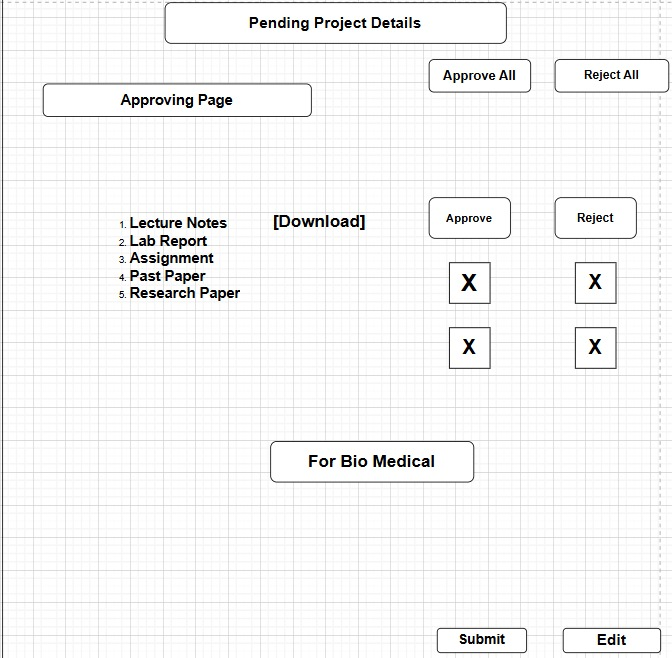 Pending Project Details
Approve All
Reject All
Approving Page
1. Lecture Notes
[Download]
Approve
Reject
2. Lab Report
3. Assignment
4. Past Paper
5. Research Paper
X
X
X
X
For Bio Medical
Submit
Edit